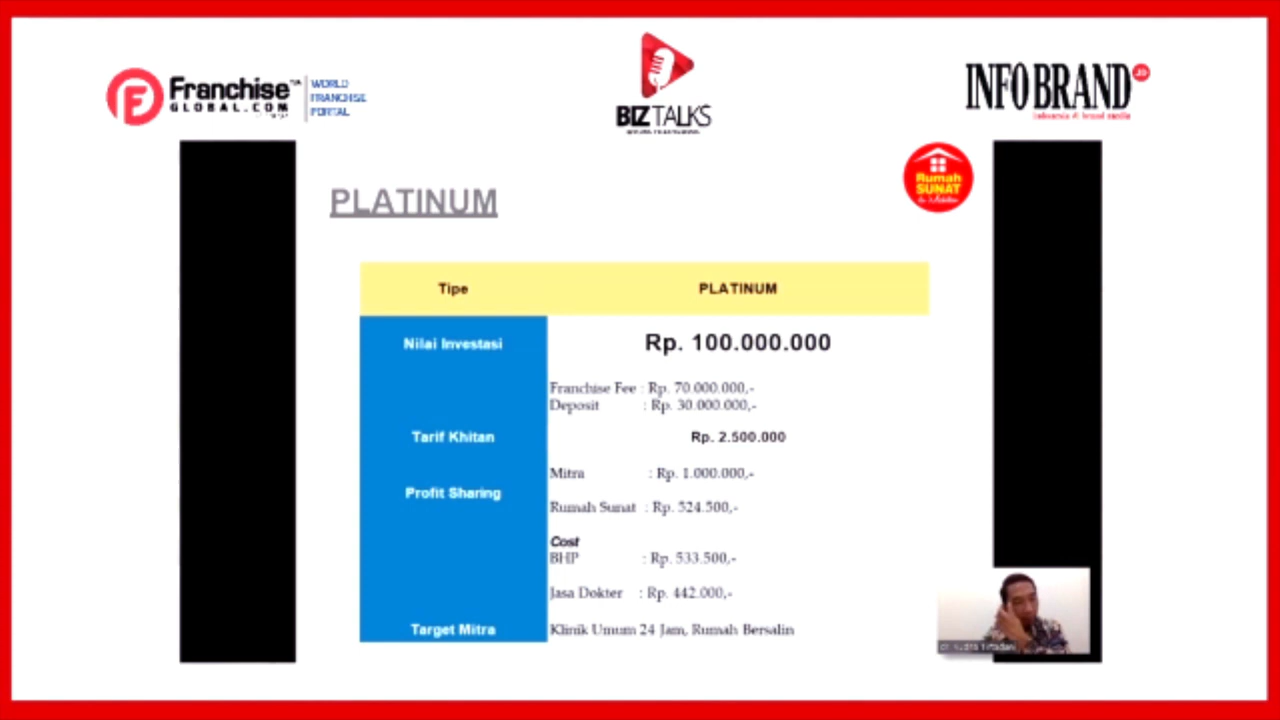 Franchise
GLOBAL.COM
WORLD
FRANCHISE
PORTAL
BIZTALKS
INFOBRAND
.ID
Rumah
SUNAT
PLATINUM
Tipe PLATINUM
Nilai Investasi Rp. 100.000.000
Franchise Fee : Rp. 70.000.000,-
Deposit : Rp. 30.000.000,-
Tarif Khitan Rp. 2.500.000
Mitra : Rp. 1.000.000,-
Profit Sharing
Rumah Sunat : Rp. 524.500,-
Cost
BHP : Rp. 533.500,-
Jasa Dokter : Rp. 442.000,-
Target Mitra Klinik Umum 24 Jam, Rumah Bersalin